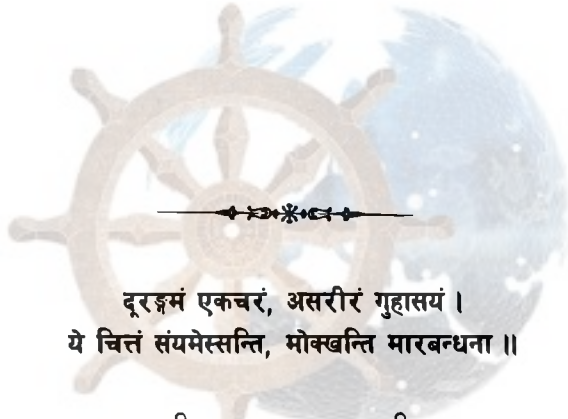 दूरङ्गमं एकचरं, असरीरं गुहासयं ।
ये चित्तं संयमेस्सन्ति, मोक्खन्ति मारबन्धना ॥